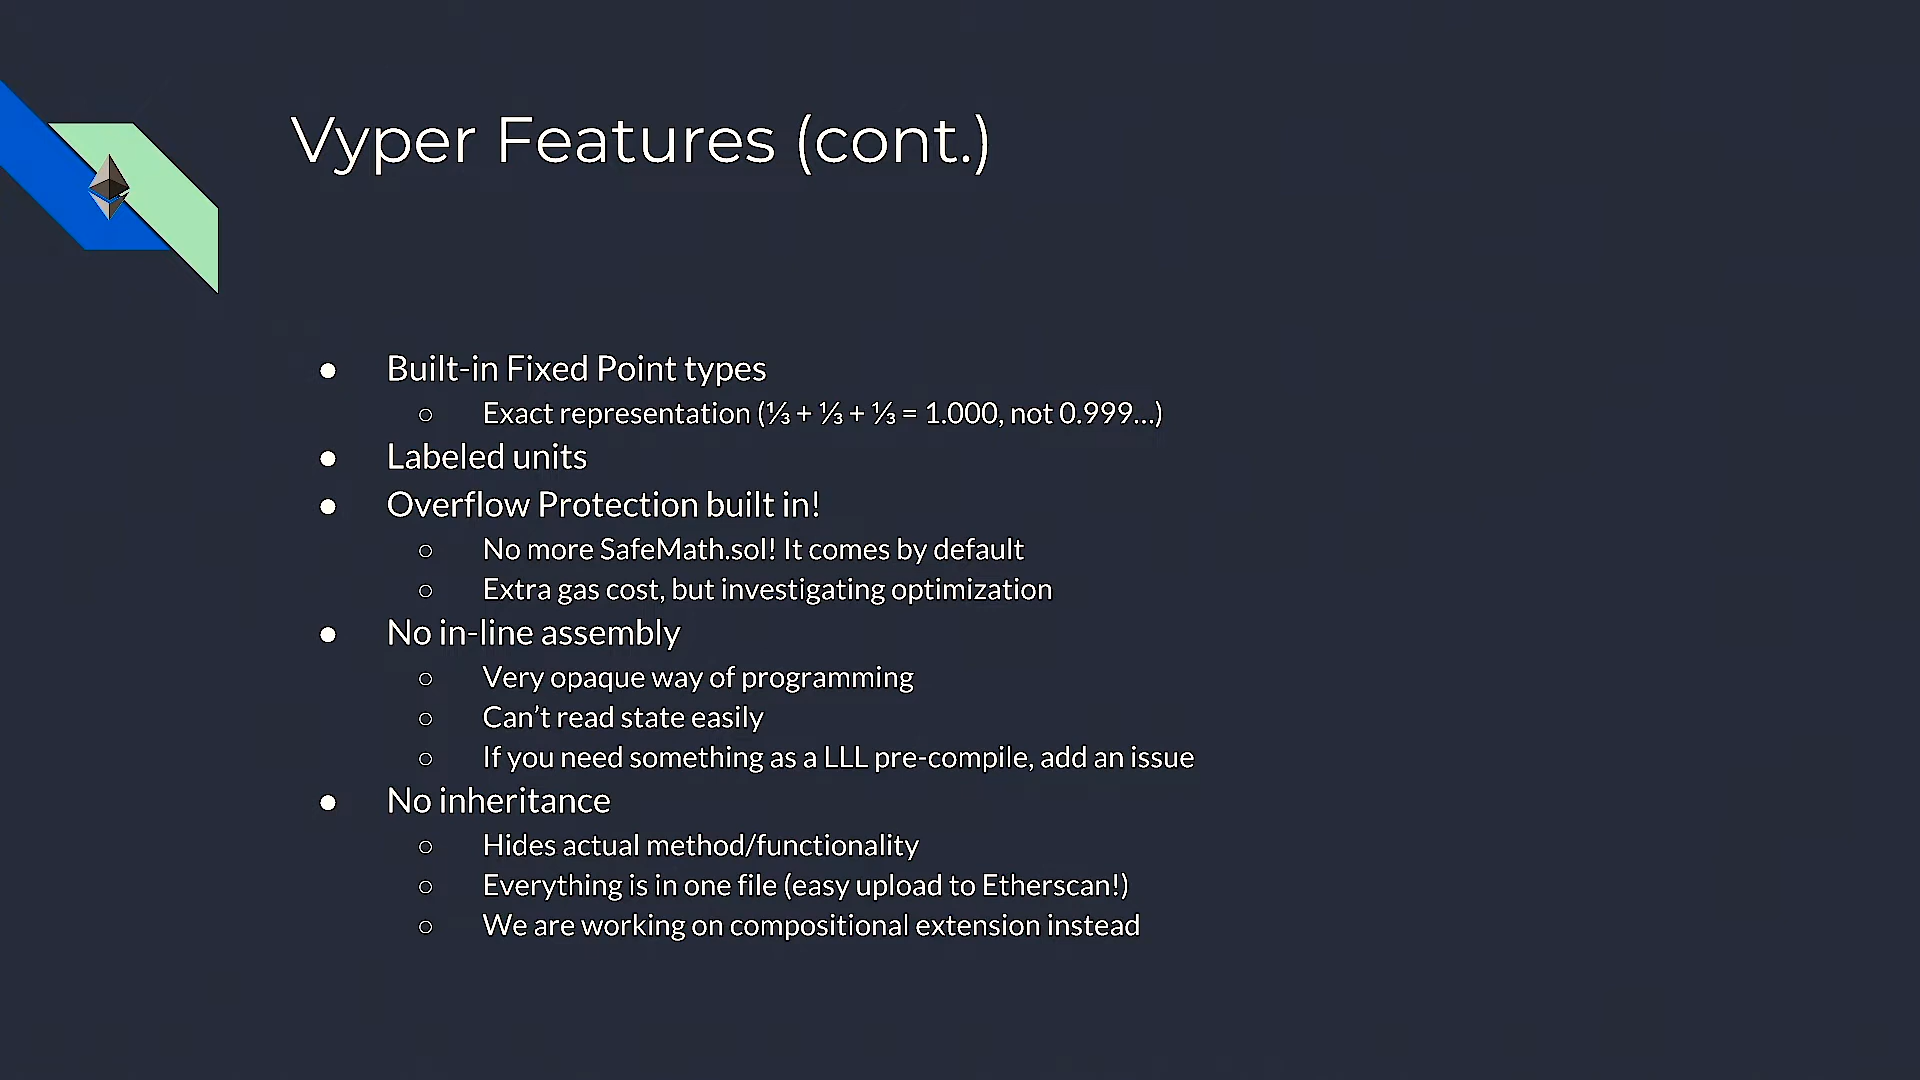 Vyper Features (cont.)
● Built-in Fixed Point types
○ Exact representation (⅓ + ⅓ + ⅓ = 1.000, not 0.999...)
● Labeled units
● Overflow Protection built in!
○ No more SafeMath.sol! It comes by default
○ Extra gas cost, but investigating optimization
● No in-line assembly
○ Very opaque way of programming
○ Can’t read state easily
○ If you need something as a LLL pre-compile, add an issue
● No inheritance
○ Hides actual method/functionality
○ Everything is in one file (easy upload to Etherscan!)
○ We are working on compositional extension instead